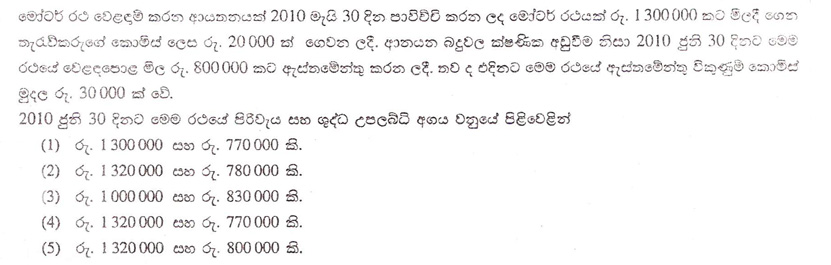 මෝටර් රථ වෙළඳාම් කරන ආයතනයක් 2010 මැයි 30 දින පාවිච්චි කරන ලද මෝටර් රථයක් රු. 1 300 000 කට මිලදී ගෙන
තැරැව්කරුගේ කොමිස් ලෙස රු. 20 000 ක් ගෙවන ලදී. ආනයන බදුවල ක්ෂණික අඩුවීම නිසා 2010 ජුනි 30 දිනට මෙම
රථයේ වෙළඳපොළ මිල රු. 800 000 කට ඇස්තමේන්තු කරන ලදී. තව ද එදිනට මෙම රථයේ ඇස්තමේන්තු විකුණුම් කොමිස්
මුදල රු. 30 000 ක් වේ.
2010 ජුනි 30 දිනට මෙම රථයේ පිරිවැය සහ ශුද්ධ උපලබ්ධි අගය වනුයේ පිළිවෙළින්
(1) රු. 1 300 000 සහ රු. 770 000 කි.
(2) රු. 1 320 000 සහ රු. 780 000 කි.
(3) රු. 1 000 000 සහ රු. 830 000 කි.
(4) රු. 1 320 000 සහ රු. 770 000 කි.
(5) රු. 1 320 000 සහ රු. 800 000 කි.